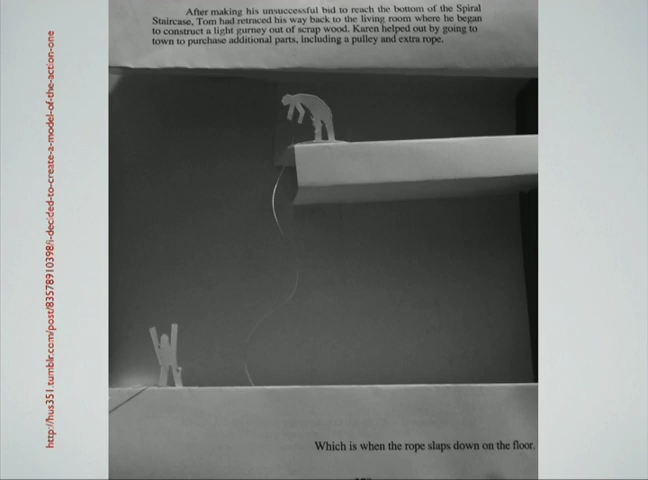 After making his unsuccessful bid to reach the bottom of the Spiral
Staircase, Tom had retraced his way back to the living room where he began
to construct a light gurney out of scrap wood. Karen helped out by going to
town to purchase additional parts, including a pulley and extra rope.
Which is when the rope slaps down on the floor.
http://hus351.tumblr.com/post/83578910398/i-decided-to-create-a-model-of-the-action-one